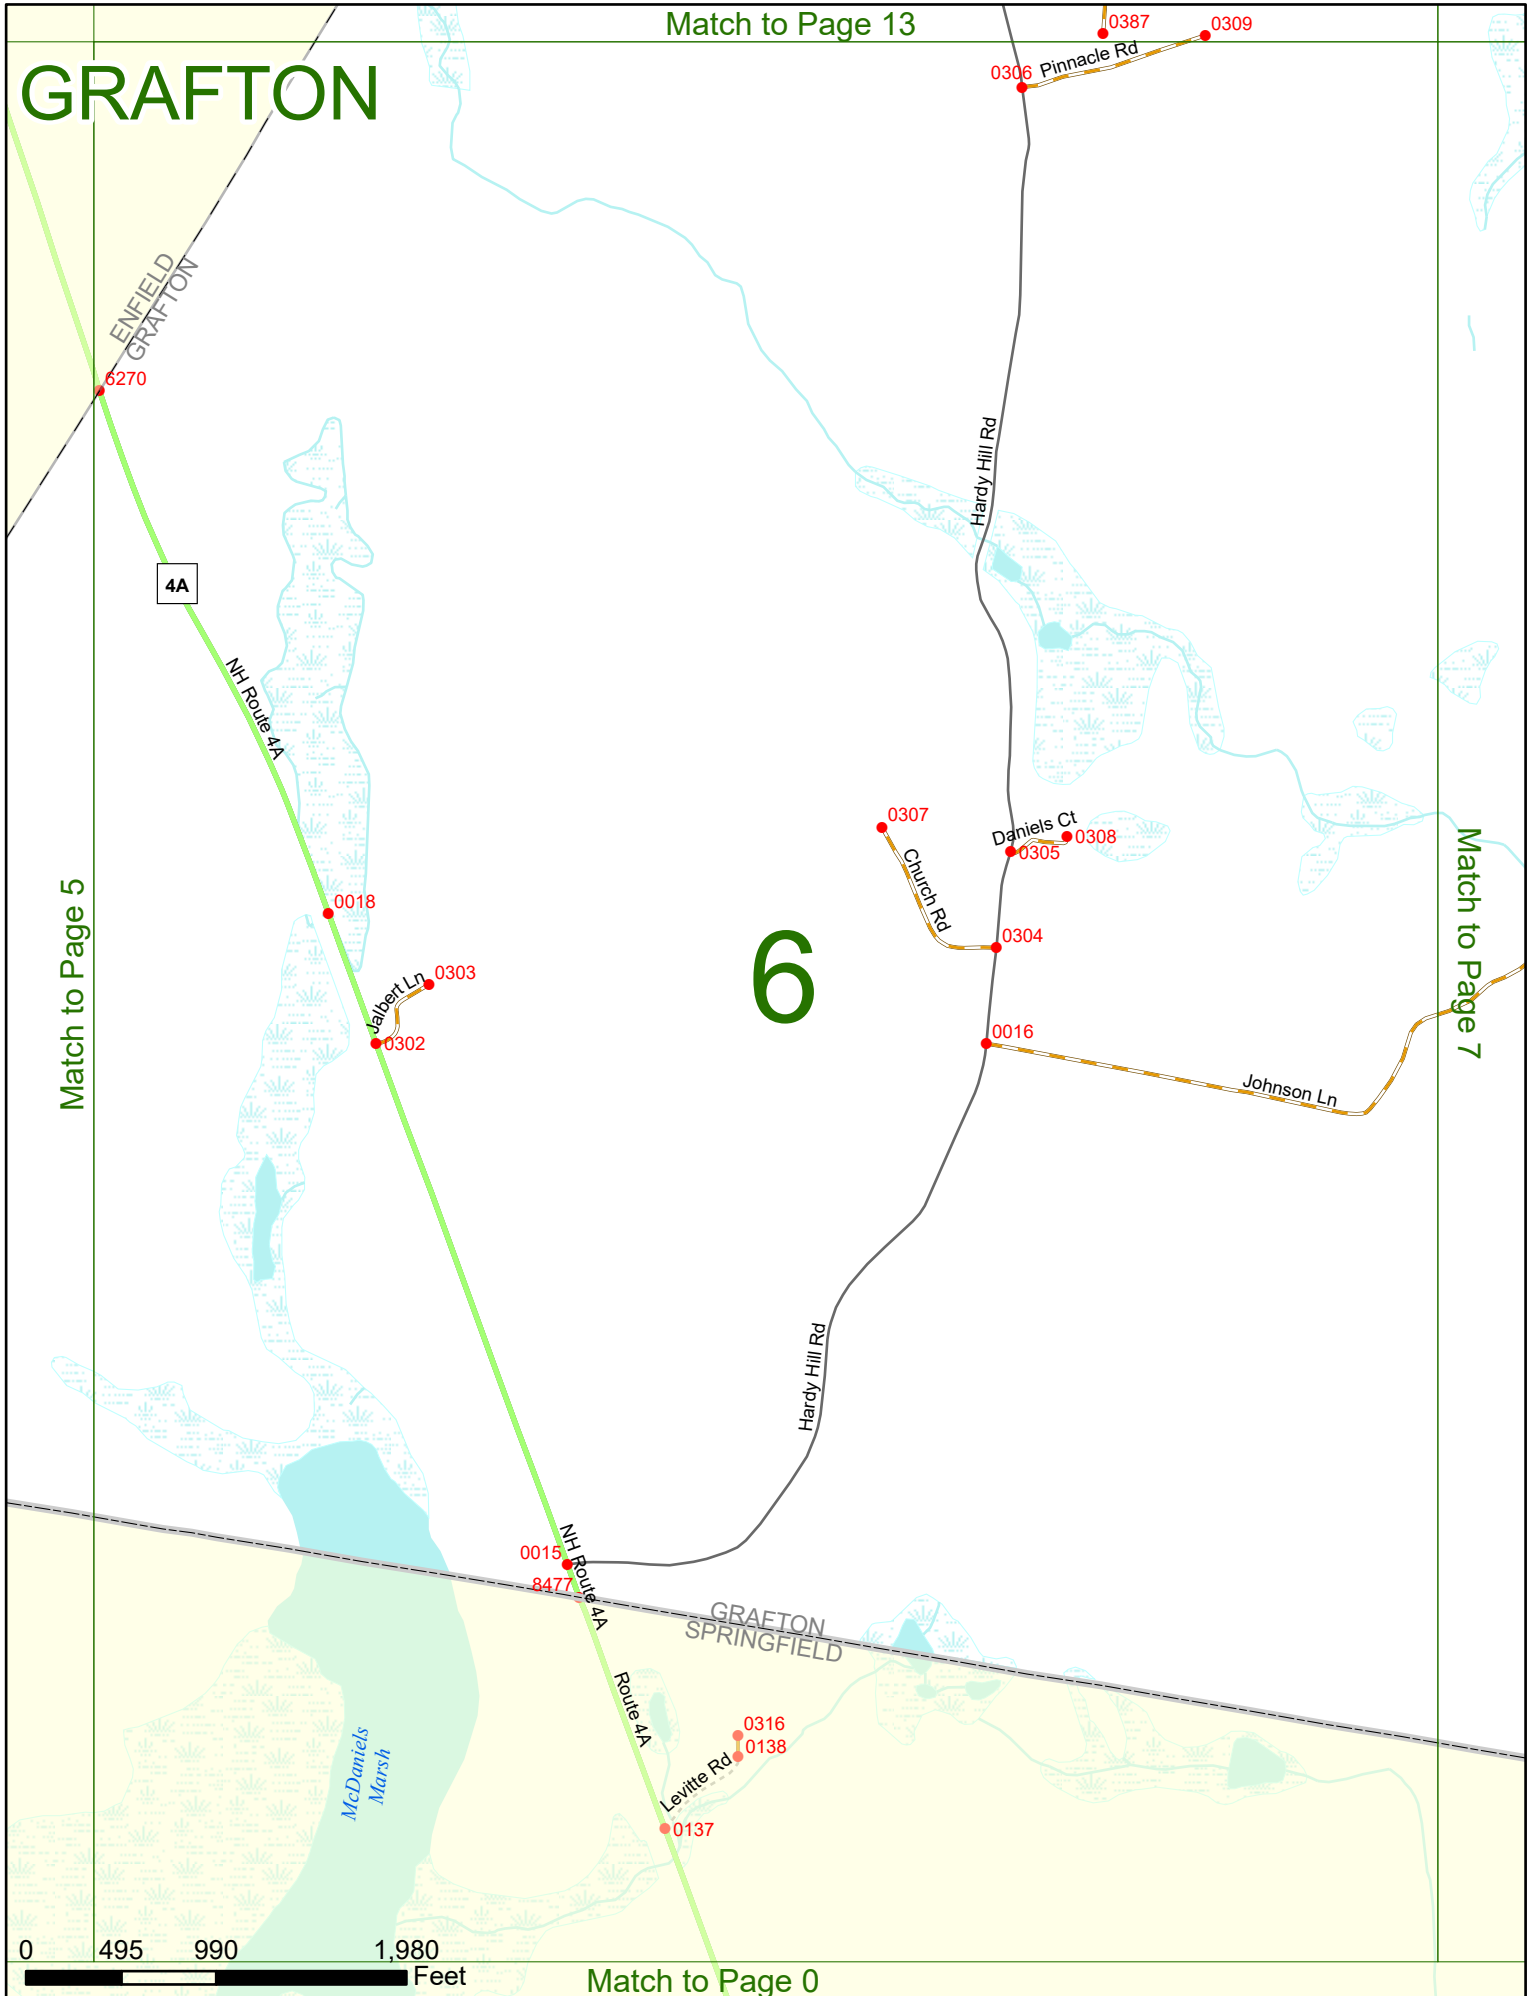 Match to Page 13
0387
0309
GRAFTON
0306
Pinnacle Rd
ENFIELD
GRAFTON
6270
Hardy Hill Rd
4A
NH Route 4A
0307
Daniels Ct
0308
0305
Church Rd
Match to Page 5
Match to Page 7
0018
0304
6
Jalbert Ln
0303
0302
0016
Johnson Ln
Hardy Hill Rd
0015
NH Route 4A
8477
GRAFTON
SPRINGFIELD
Route 4A
0316
0138
Levitte Rd
0137
McDaniels
Marsh
0 495 990 1,980
Feet
Match to Page 0